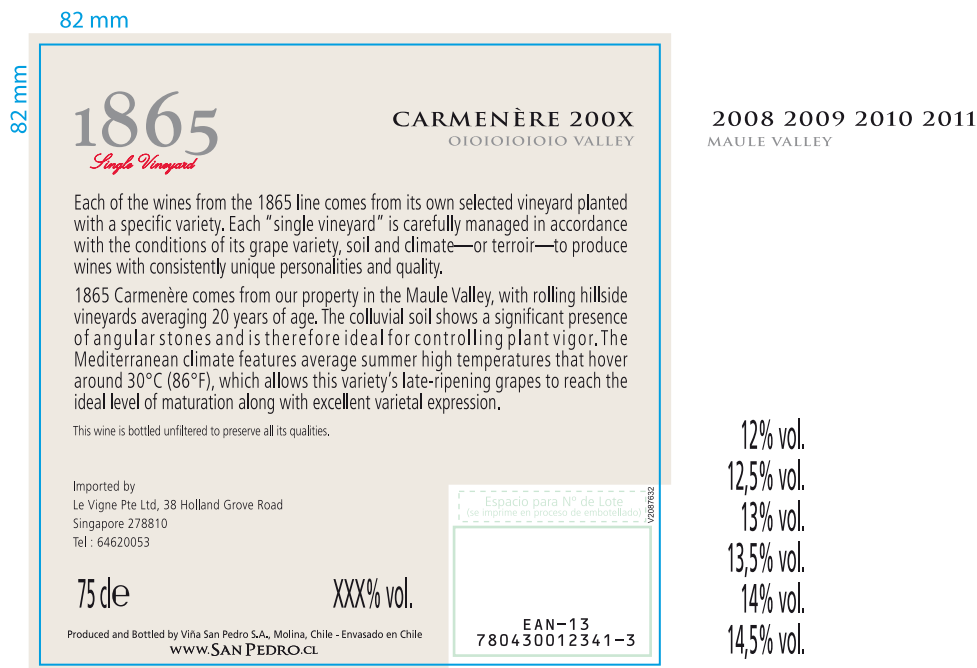 82 mm
82 mm
1865
Single Vineyard
CARMENÈRE 200X
OIOIOIOIOIO VALLEY
2008 2009 2010 2011
MAULE VALLEY
Each of the wines from the 1865 line comes from its own selected vineyard planted
with a specific variety. Each “single vineyard” is carefully managed in accordance
with the conditions of its grape variety, soil and climate—or terroir—to produce
wines with consistently unique personalities and quality.
1865 Carmenère comes from our property in the Maule Valley, with rolling hillside
vineyards averaging 20 years of age. The colluvial soil shows a significant presence
of angular stones and is therefore ideal for controlling plant vigor. The
Mediterranean climate features average summer high temperatures that hover
around 30°C (86°F), which allows this variety’s late-ripening grapes to reach the
ideal level of maturation along with excellent varietal expression.
This wine is bottled unfiltered to preserve all its qualities.
Imported by
Le Vigne Pte Ltd, 38 Holland Grove Road
Singapore 278810
Tel : 64620053
75 cl e
XXX% vol.
Produced and Bottled by Viña San Pedro S.A., Molina, Chile - Envasado en Chile
WWW.SAN PEDRO.CL
Espacio para Nº de Lote
(se imprime en proceso de embotellado)
V2087632
EAN-13
780430012341-3
12% vol.
12,5% vol.
13% vol.
13,5% vol.
14% vol.
14,5% vol.